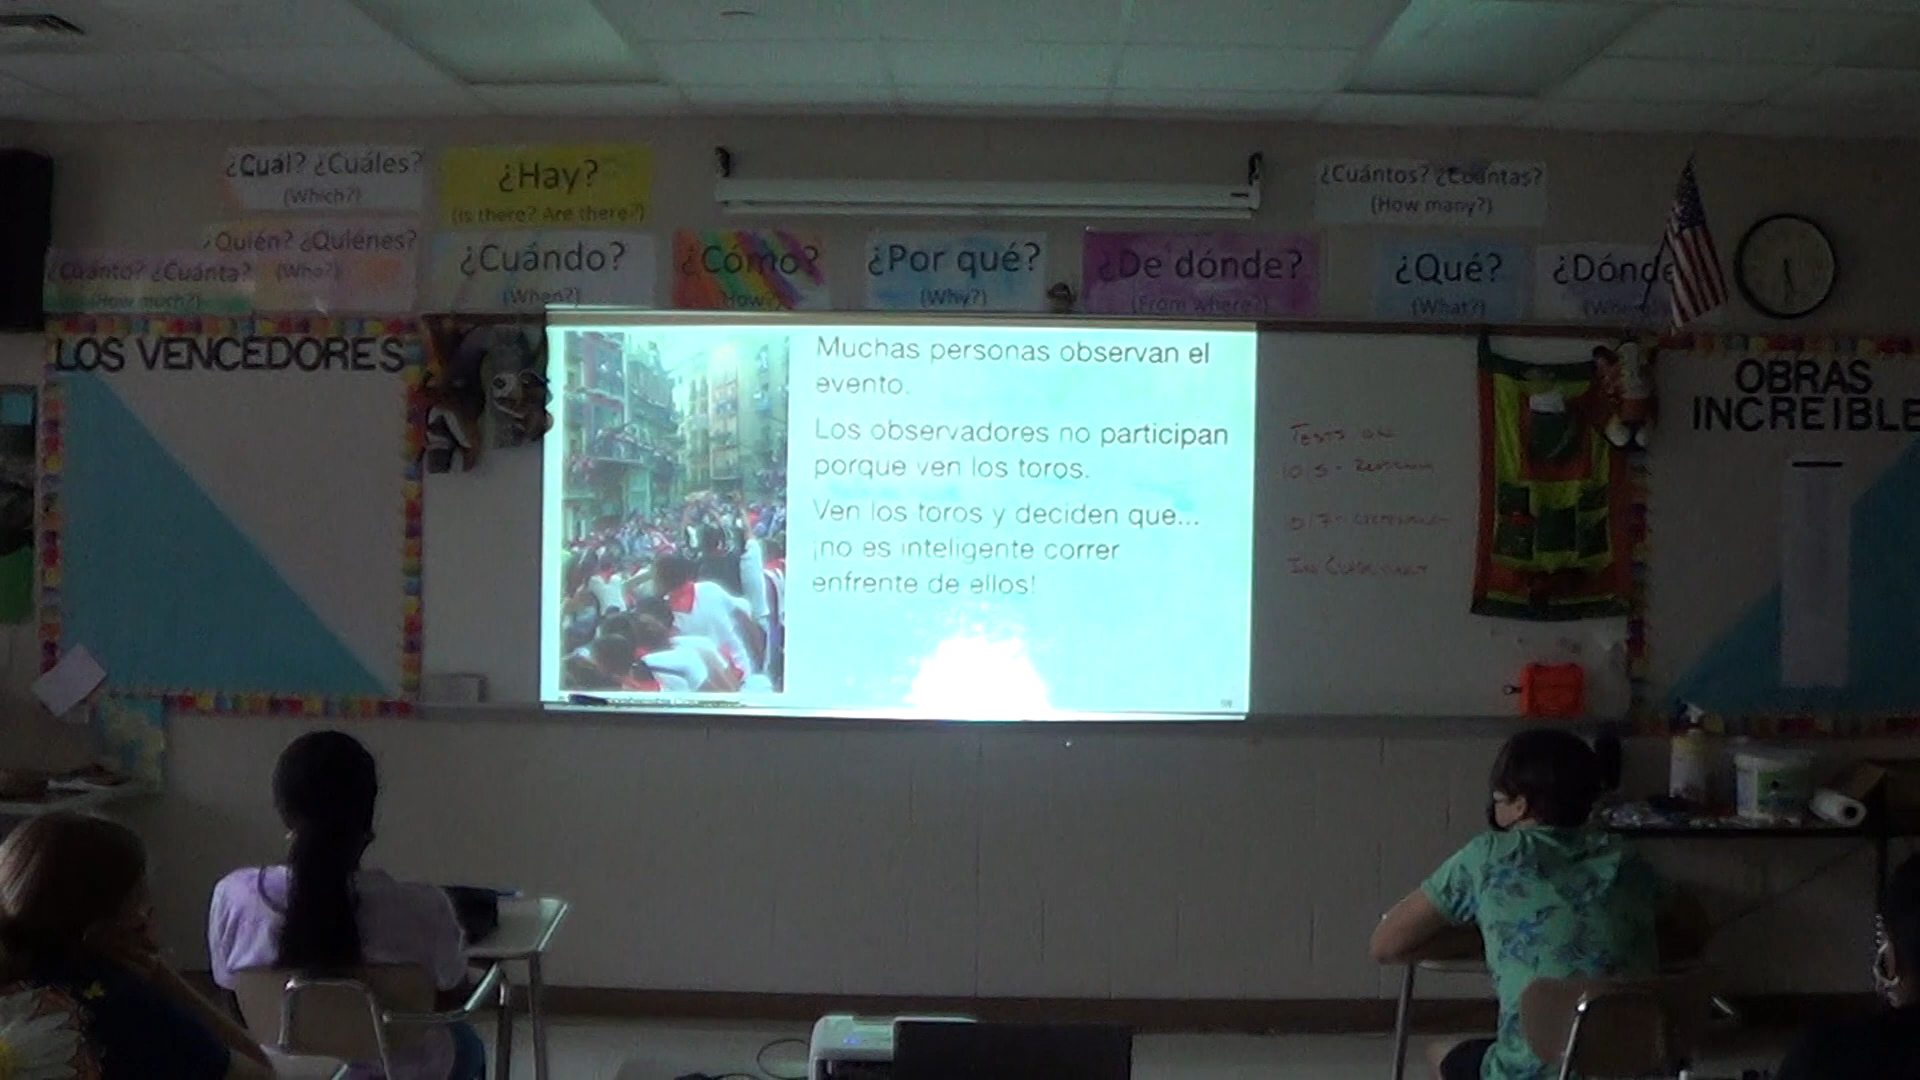 ¿Cuál? ¿Cuáles?
(Which?)
¿Hay?
(Is there? Are there?)
¿Cuántos? ¿Cuántas?
(How many?)
¿Quién? ¿Quiénes?
(Who?)
¿Cuánto? ¿Cuánta?
(How much?)
¿Cuándo?
(When?)
¿Cómo?
(How?)
¿Por qué?
(Why?)
¿De dónde?
(From where?)
¿Qué?
(What?)
¿Dónde
LOS VENCEDORES
Muchas personas observan el
evento.
Los observadores no participan
porque ven los toros.
Ven los toros y deciden que...
¡no es inteligente correr
enfrente de ellos!
OBRAS
INCREIBLE
TESTS ON